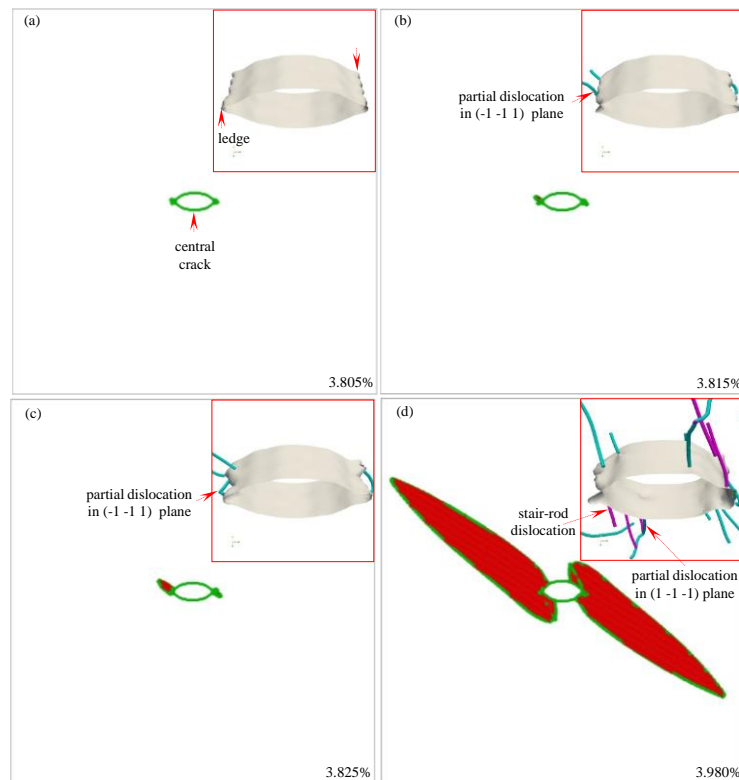 (a)
ledge
central
crack
3.805%
(b)
partial dislocation
in (-1 -1 1) plane
3.815%
(c)
partial dislocation
in (-1 -1 1) plane
3.825%
(d)
stair-rod
dislocation
partial dislocation
in (1 -1 -1) plane
3.980%